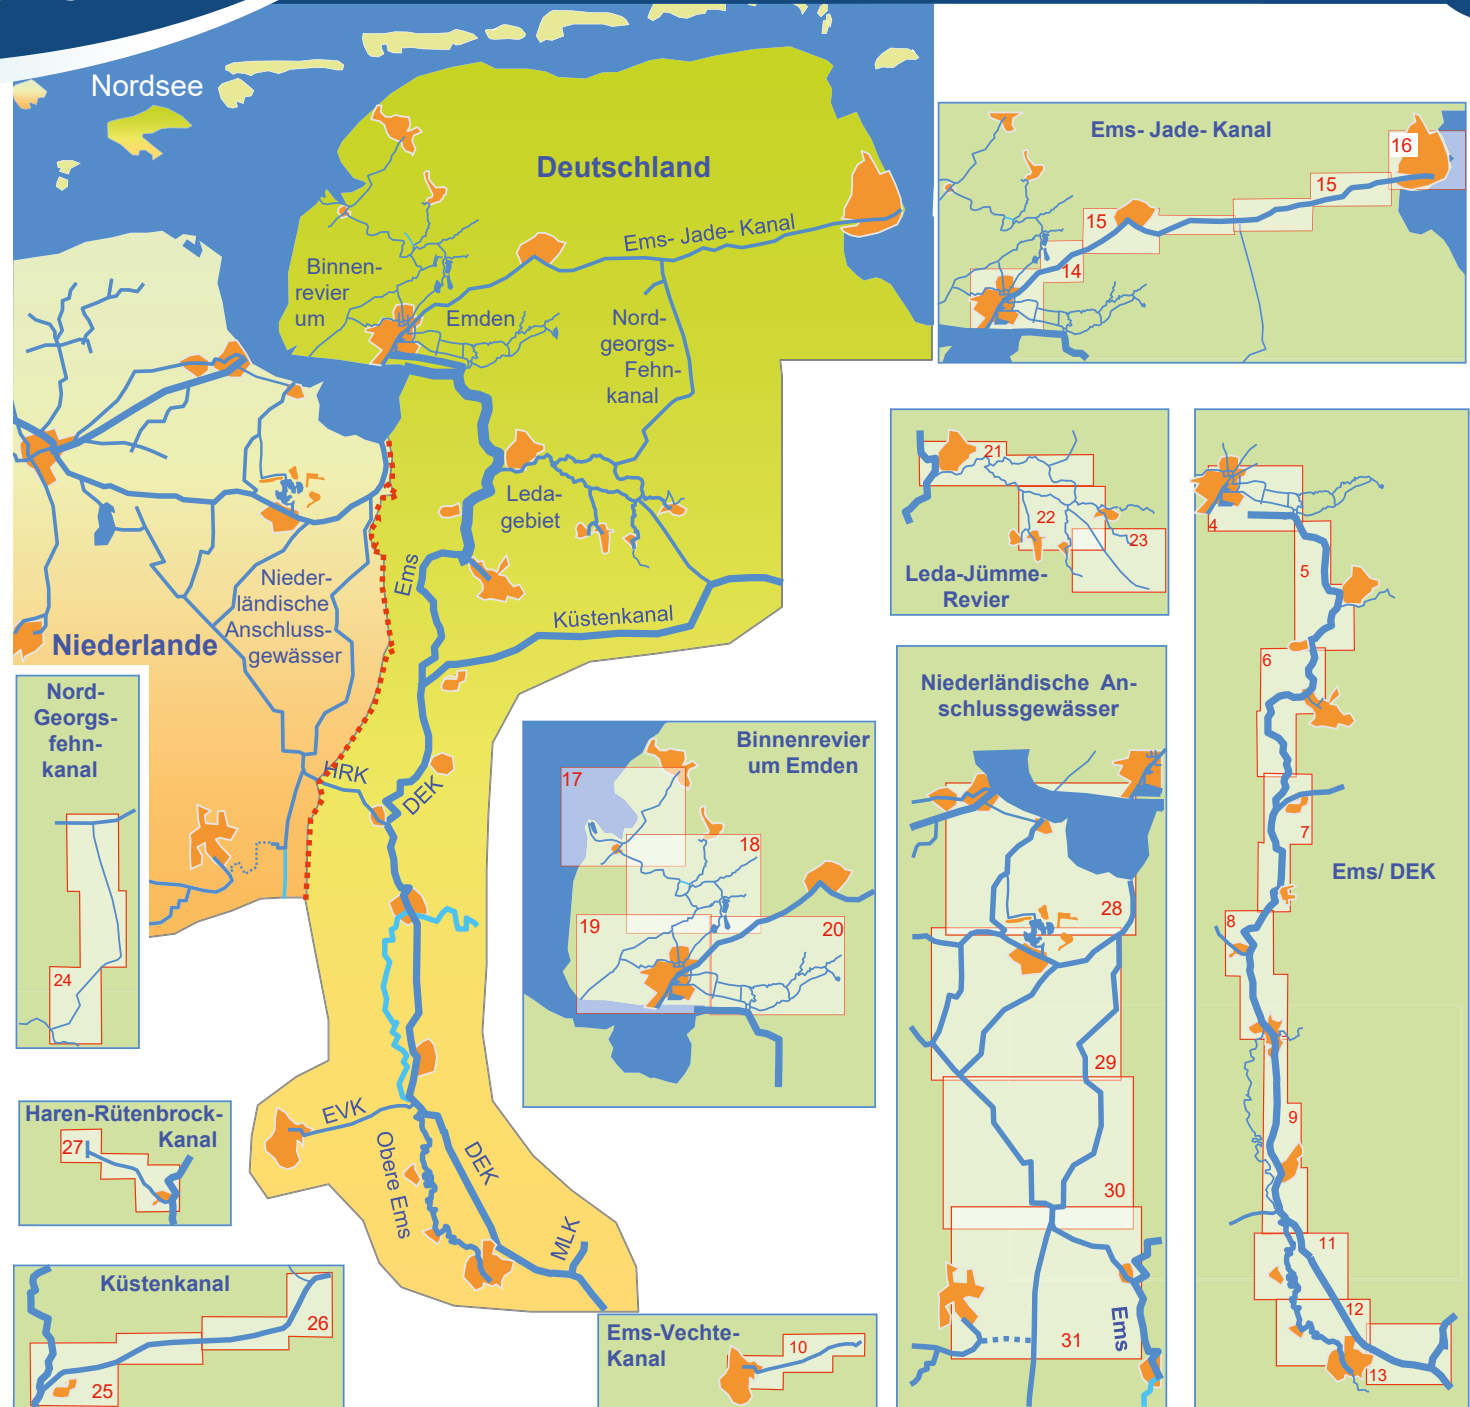 Nordsee
Deutschland
Ems- Jade- Kanal
Binnen-
revier
um
Emden
Nord-
georgs-
Fehn-
kanal
Leda-
gebiet
Ems
Küstenkanal
Nieder-
ländische
Anschluss-
gewässer
Niederlande
HRK
DEK
EVK
Obere Ems
DEK
MLK
Ems- Jade- Kanal
16
15
15
14
21
22
23
Leda-Jümme-
Revier
4
5
6
7
Ems/ DEK
8
9
11
12
13
Nord-
Georgs-
fehn-
kanal
24
Binnenrevier
um Emden
17
18
19
20
Niederländische An-
schlussgewässer
28
29
30
31
Ems
Haren-Rütenbrock-
Kanal
27
Küstenkanal
26
25
Ems-Vechte-
Kanal
10